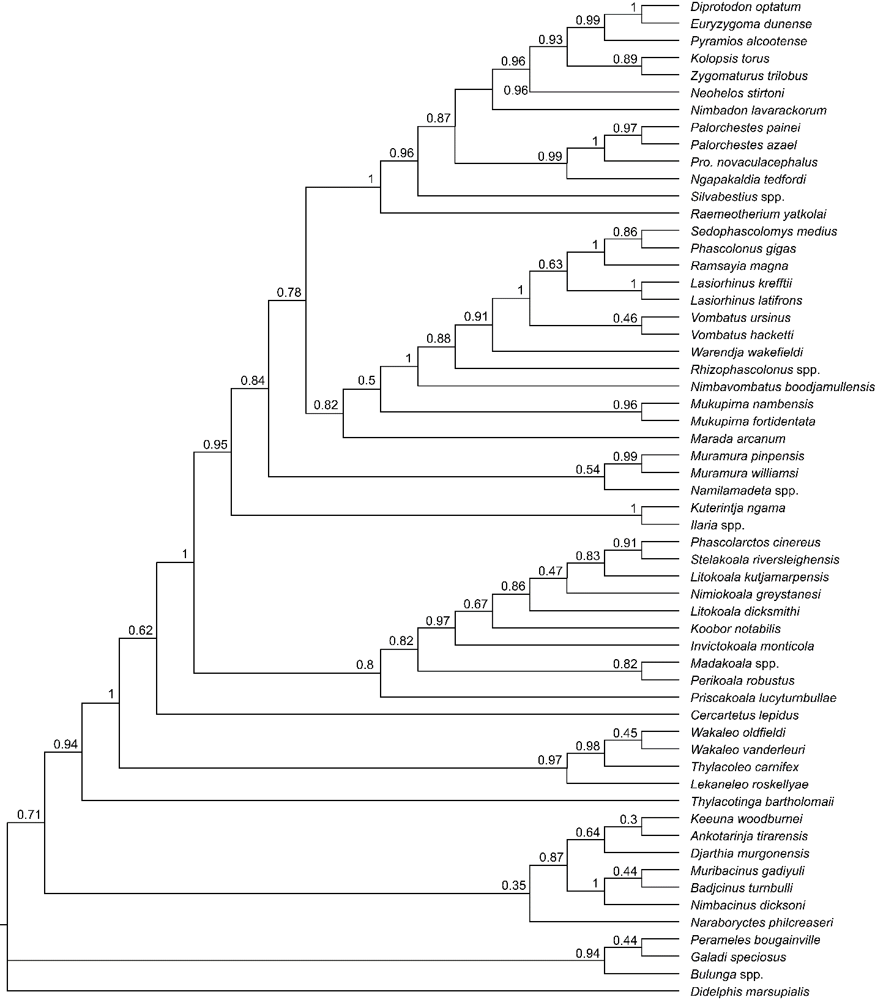 1 Diprotodon optatum
0.99 Euryzygoma dunense
0.93 Pyramios alcootense
0.96 0.89 Kolopsis torus
Zygomaturus trilobus
0.96 Neohelos stirtoni
Nimbadon lavarackorum
0.87 0.97 Palorchestes painei
1 Palorchestes azael
0.96 0.99 Pro. novaculacephalus
1 Ngapakaldia tedfordi
Silvabestius spp.
Raemeotherium yatkolai
0.86 Sedophascolomys medius
1 Phascolonus gigas
0.63 Ramsayia magna
1 Lasiorhinus krefftii
0.78 1 Lasiorhinus latifrons
0.91 0.46 Vombatus ursinus
0.88 Vombatus hacketti
1 Warendja wakefieldi
Rhizophascolonus spp.
0.84 0.5 Nimbavombatus boodjamullensis
0.82 0.96 Mukupirna nambensis
Mukupirna fortidentata
0.95 Marada arcanum
0.99 Muramura pinpensis
0.54 Muramura williamsi
Namilamadeta spp.
1 Kuterintja ngama
Ilaria spp.
0.91 Phascolarctos cinereus
1 0.83 Stelakoala riversleighensis
0.47 Litokoala kutjamarpensis
0.86 Nimiokoala greystanesi
0.67 Litokoala dicksmithi
0.62 0.97 Koobor notabilis
0.82 Invictokoala monticola
0.8 0.82 Madakoala spp.
Perikoala robustus
1 Priscakoala lucyturnbullae
Cercartetus lepidus
0.45 Wakaleo oldfieldi
0.94 0.98 Wakaleo vanderleuri
0.97 Thylacoleo carnifex
Lekaneleo roskellyae
Thylacotinga bartholomaii
0.71 0.3 Keeuna woodburnei
0.64 Ankotarinja tirarensis
0.87 Djarthia murgonensis
0.44 Muribacinus gadiyuli
0.35 1 Badjcinus turnbulli
Nimbacinus dicksoni
Naraboryctes philcreaseri
0.44 Perameles bougainville
0.94 Galadi speciosus
Bulunga spp.
Didelphis marsupialis